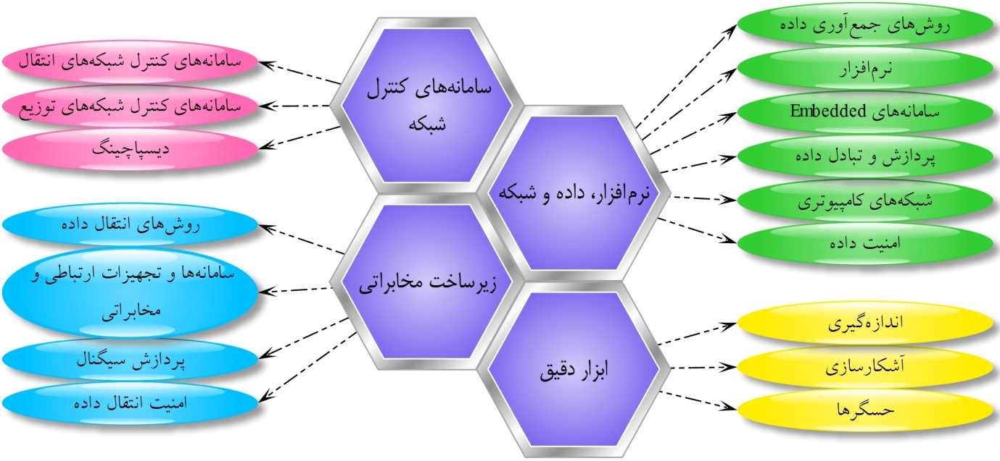 سامانه‌های کنترل
شبکه
سامانه‌های کنترل شبکه‌های انتقال
سامانه‌های کنترل شبکه‌های توزیع
دیسپاچینگ
نرم‌افزار، داده و شبکه
روش‌های جمع‌آوری داده
نرم‌افزار
سامانه‌های Embedded
پردازش و تبادل داده
شبکه‌های کامپیوتری
امنیت داده
زیرساخت مخابراتی
روش‌های انتقال داده
سامانه‌ها و تجهیزات ارتباطی و
مخابراتی
پردازش سیگنال
امنیت انتقال داده
ابزار دقیق
اندازه‌گیری
آشکارسازی
حسگرها